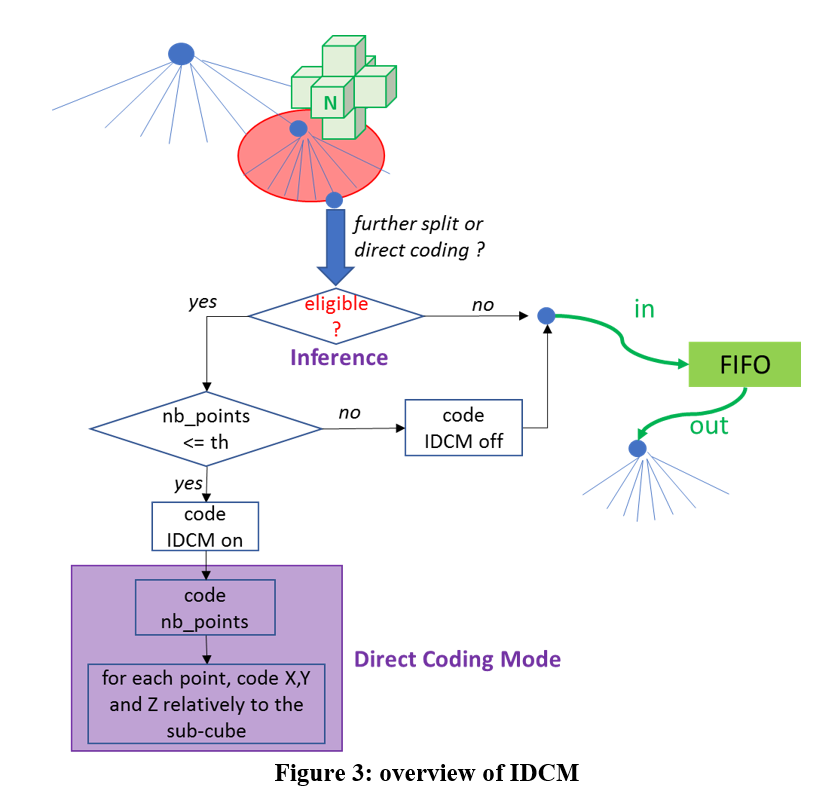 N
further split or
direct coding ?
yes
eligible
?
no
Inference
in
FIFO
out
nb_points
<= th
no
code
IDCM off
yes
code
IDCM on
code
nb_points
for each point, code X,Y
and Z relatively to the
sub-cube
Direct Coding Mode
Figure 3: overview of IDCM